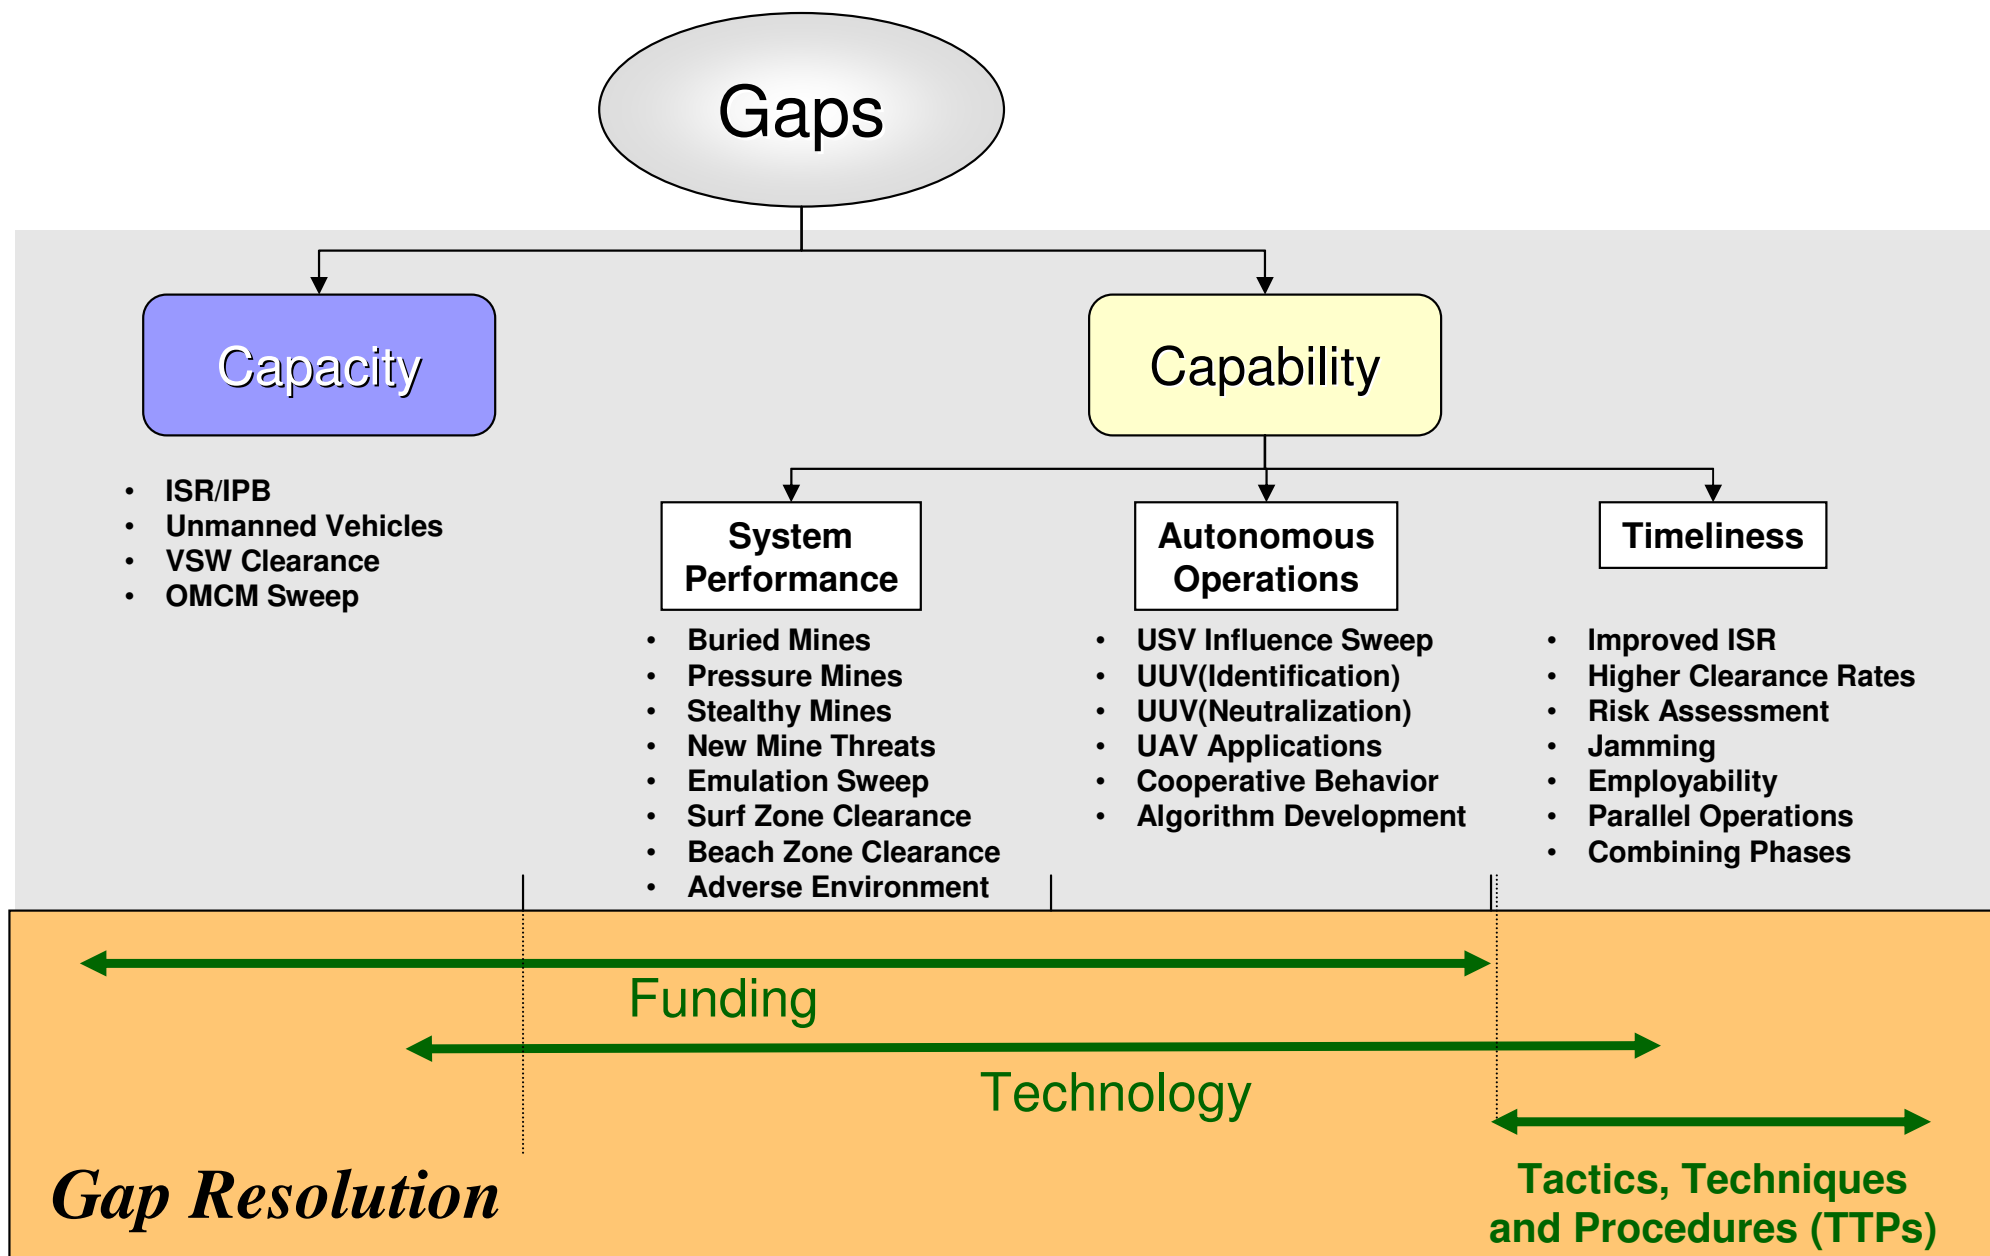 Gaps
Capacity
• ISR/IPB
• Unmanned Vehicles
• VSW Clearance
• OMCM Sweep
Capability
System
Performance
• Buried Mines
• Pressure Mines
• Stealthy Mines
• New Mine Threats
• Emulation Sweep
• Surf Zone Clearance
• Beach Zone Clearance
• Adverse Environment
Autonomous
Operations
• USV Influence Sweep
• UUV(Identification)
• UUV(Neutralization)
• UAV Applications
• Cooperative Behavior
• Algorithm Development
Timeliness
• Improved ISR
• Higher Clearance Rates
• Risk Assessment
• Jamming
• Employability
• Parallel Operations
• Combining Phases
Funding
Technology
Gap Resolution
Tactics, Techniques
and Procedures (TTPs)